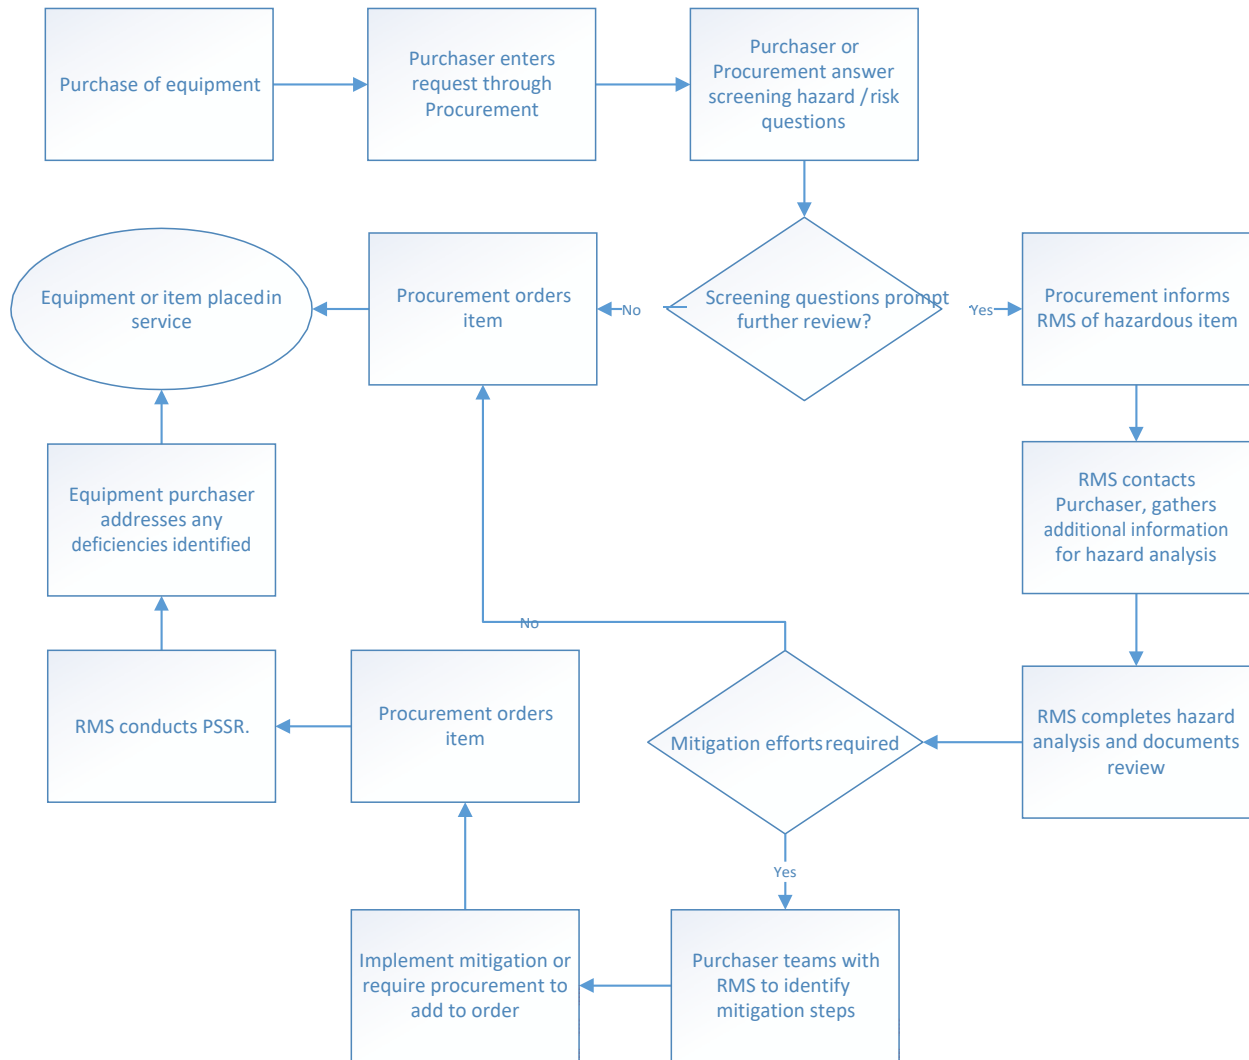 Purchase of equipment
Purchaser enters
request through
Procurement
Purchaser or
Procurement answer
screening hazard / risk
questions
Equipment or item placed in
service
Procurement orders
item
No
Screening questions prompt
further review?
Yes
Procurement informs
RMS of hazardous item
Equipment purchaser
addresses any
deficiencies identified
RMS contacts
Purchaser, gathers
additional information
for hazard analysis
No
RMS conducts PSSR.
Procurement orders
item
Mitigation efforts required
RMS completes hazard
analysis and documents
review
Yes
Implement mitigation or
require procurement to
add to order
Purchaser teams with
RMS to identify
mitigation steps